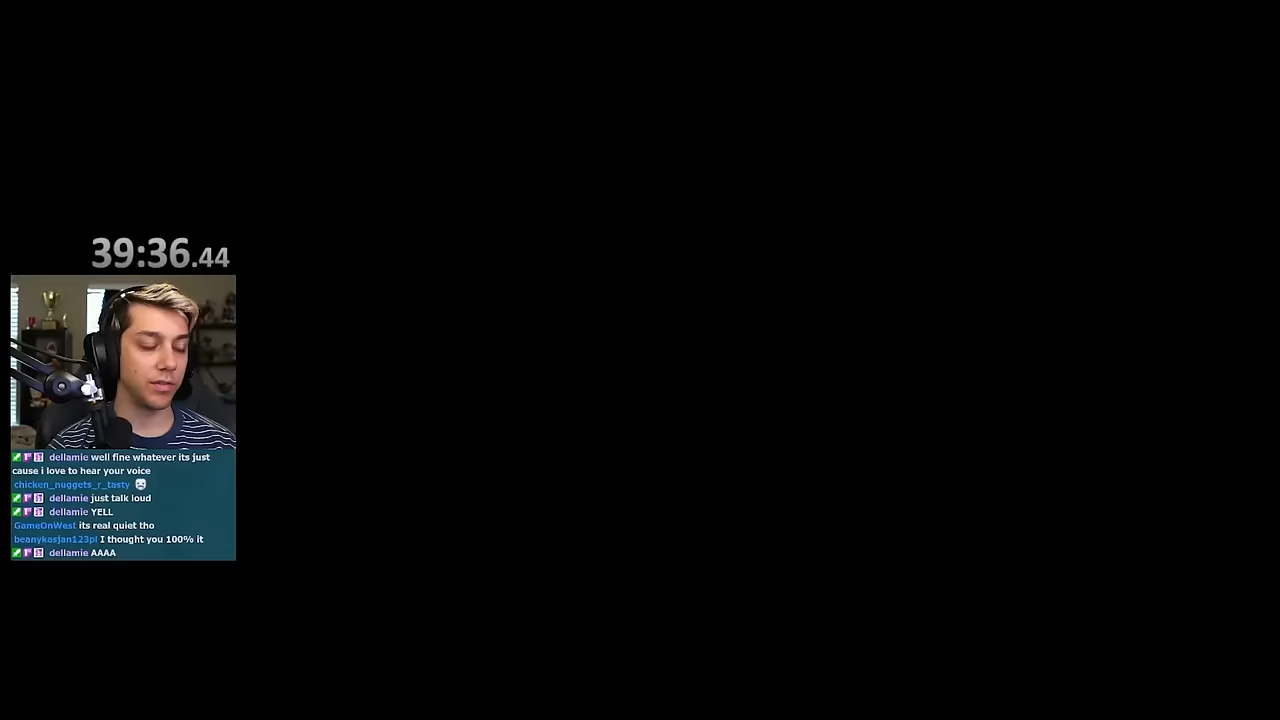 39:36.44
dellamie well fine whatever its just
cause i love to hear your voice
chicken_nuggets_r_tasty
dellamie just talk loud
dellamie YELL
GameOnWest its real quiet tho
beanykasjan123pl I thought you 100% it
dellamie AAAA